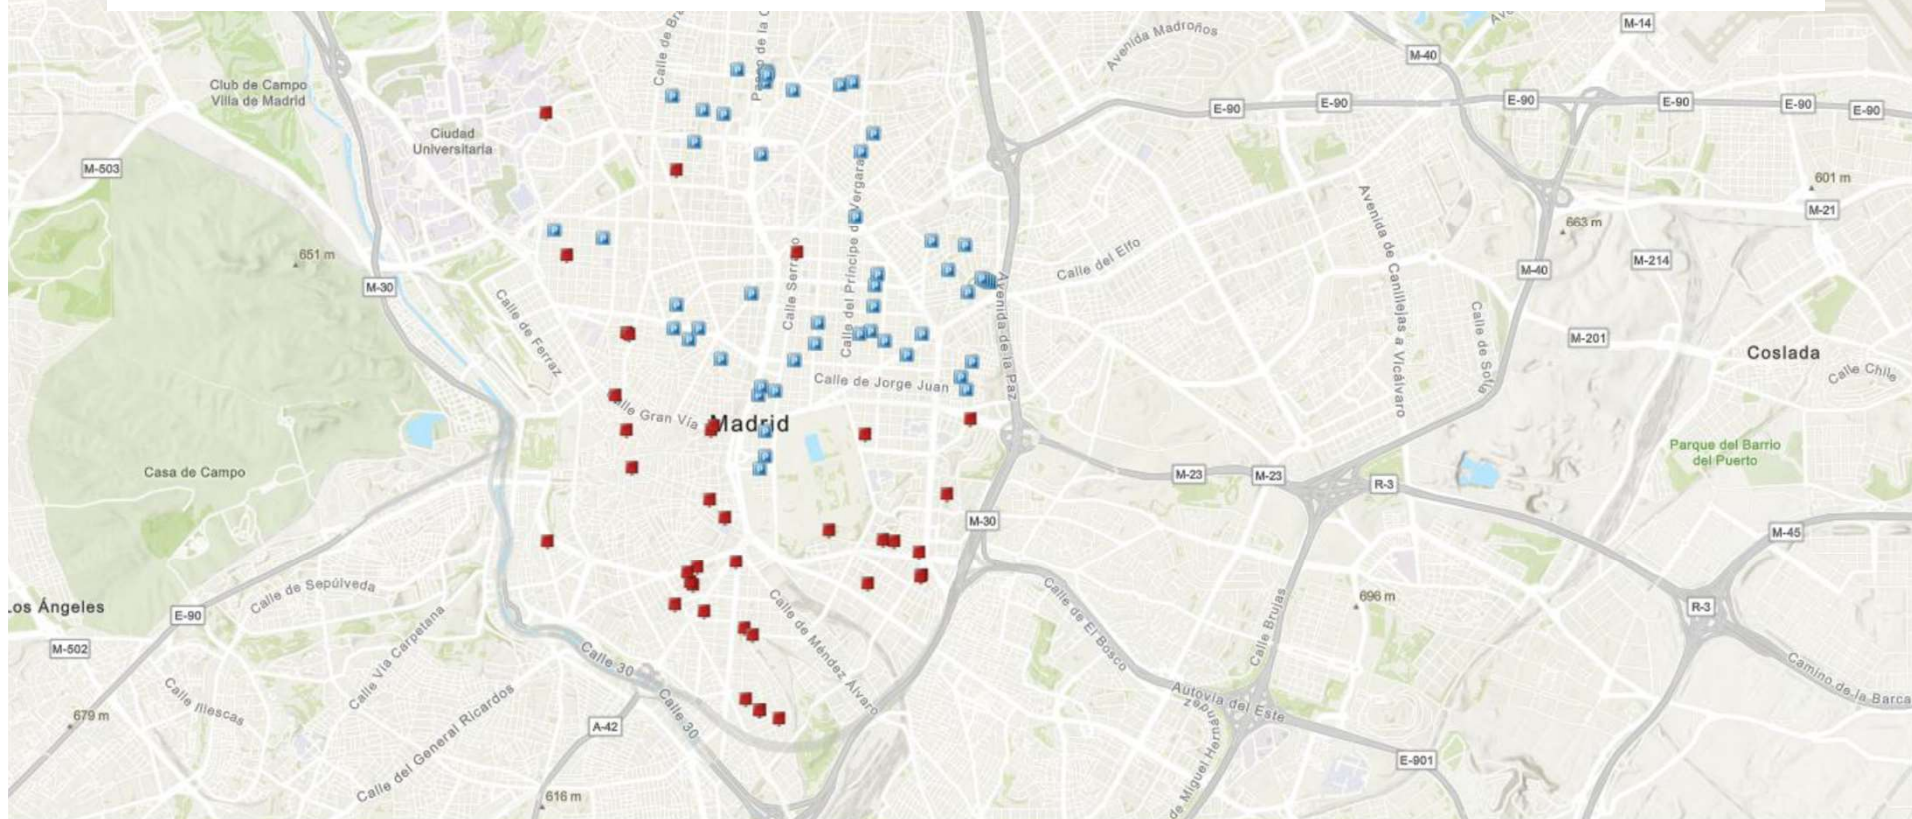 M-14
Avenida Madroños
M-40
Club de Campo
Villa de Madrid
E-90
E-90
E-90
E-90
E-90
E-90
Ciudad
Universitaria
M-503
601 m
M-21
663 m
Avenida de Canillejas a Vicálvaro
Calle del Príncipe de Vergara
651 m
Calle Serrano
Calle del Elfo
M-214
M-40
M-30
Calle de Ferraz
Avenida de la Paz
Calle de Sofía
M-201
Coslada
Calle Chile
Calle de Jorge Juan
Calle Gran Vía
Madrid
Parque del Barrio
del Puerto
Casa de Campo
M-23
M-23
R-3
M-30
M-45
Calle de Sepúlveda
Los Ángeles
E-90
Calle Vía Carpetana
Calle de Méndez Álvaro
Calle de El Bosco
Calle Brujas
696 m
R-3
M-502
Calle 30
Calle Illescas
Calle del General Ricardos
Calle 30
Autovía del Este
Camino de la Barca
679 m
A-42
de Miguel Hernández
E-901
616 m